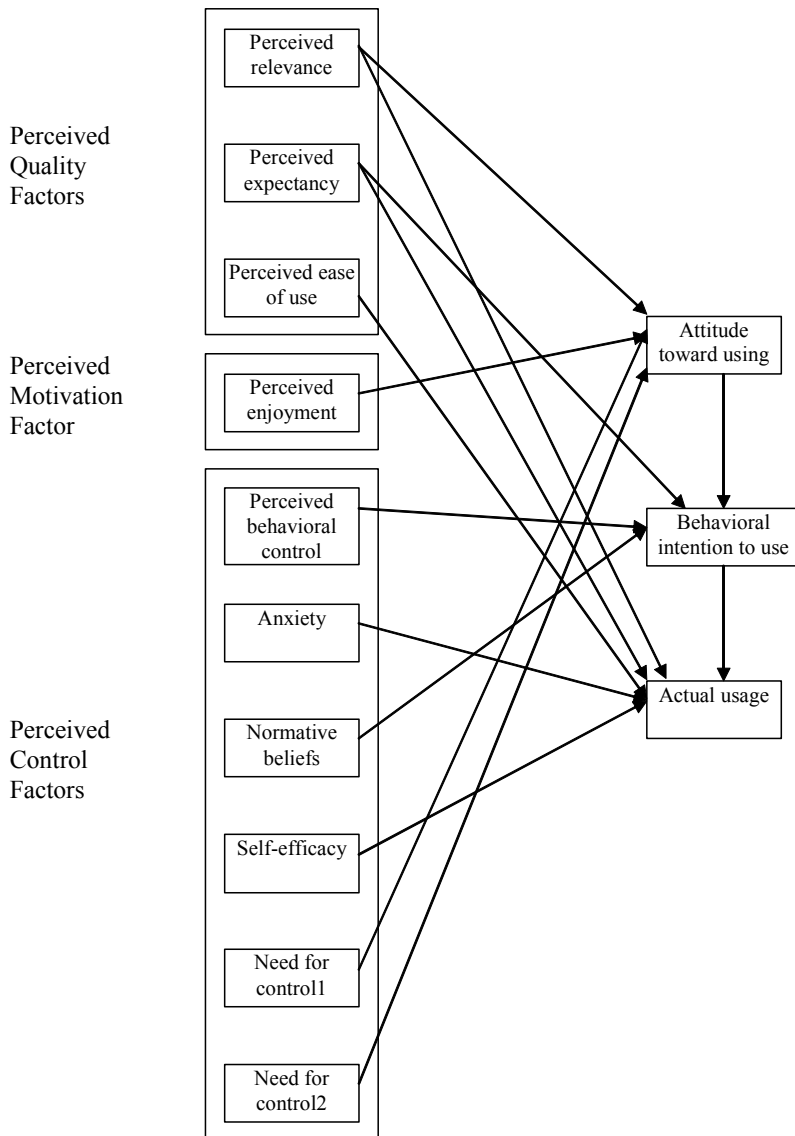 Perceived
Quality
Factors
Perceived
relevance
Perceived
expectancy
Perceived ease
of use
Perceived
Motivation
Factor
Perceived
enjoyment
Perceived
Control
Factors
Perceived
behavioral
control
Anxiety
Normative
beliefs
Self-efficacy
Need for
control1
Need for
control2
Attitude
toward using
Behavioral
intention to use
Actual usage